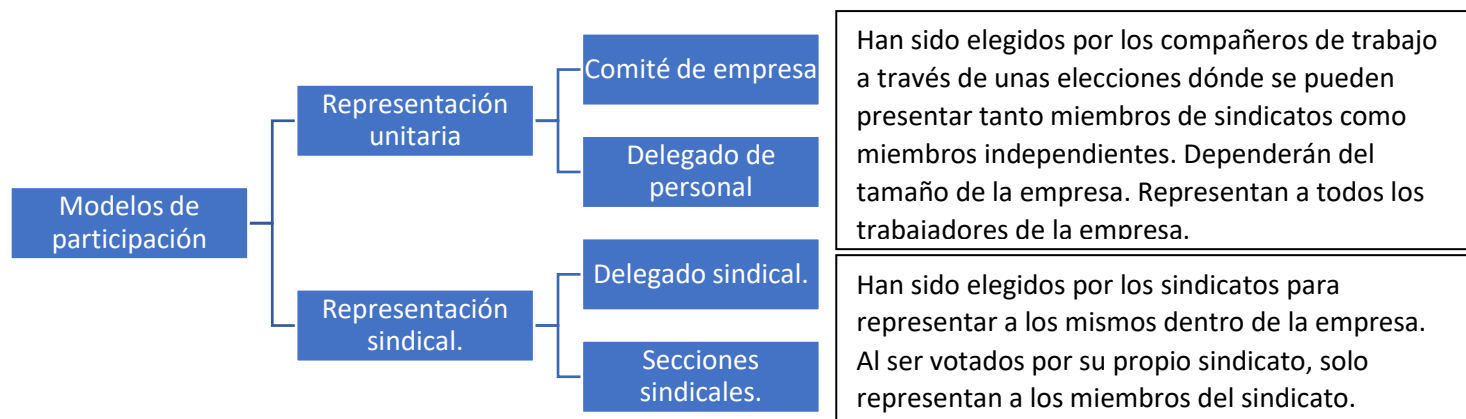 Modelos de
participación
Representación
unitaria
Comité de empresa
Delegado de
personal
Han sido elegidos por los compañeros de trabajo
a través de unas elecciones dónde se pueden
presentar tanto miembros de sindicatos como
miembros independientes. Dependerán del
tamaño de la empresa. Representan a todos los
trabajadores de la empresa.
Representación
sindical.
Delegado sindical.
Secciones
sindicales.
Han sido elegidos por los sindicatos para
representar a los mismos dentro de la empresa.
Al ser votados por su propio sindicato, solo
representan a los miembros del sindicato.